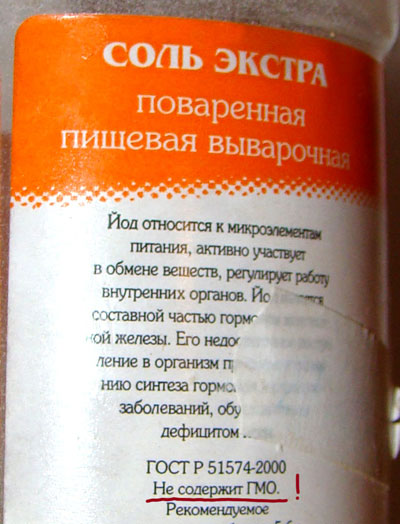 СОЛЬ ЭКСТРА
поваренная
пищевая выварочная
Йод относится к микроэлементам
питания, активно участвует
в обмене веществ, регулирует работу
внутренних органов.
составной частью
железы. Его
ление в организм
нию синтеза
заболеваний,
дефицитом
ГОСТ Р 51574-2000
Не содержит ГМО. !
Рекомендуемое